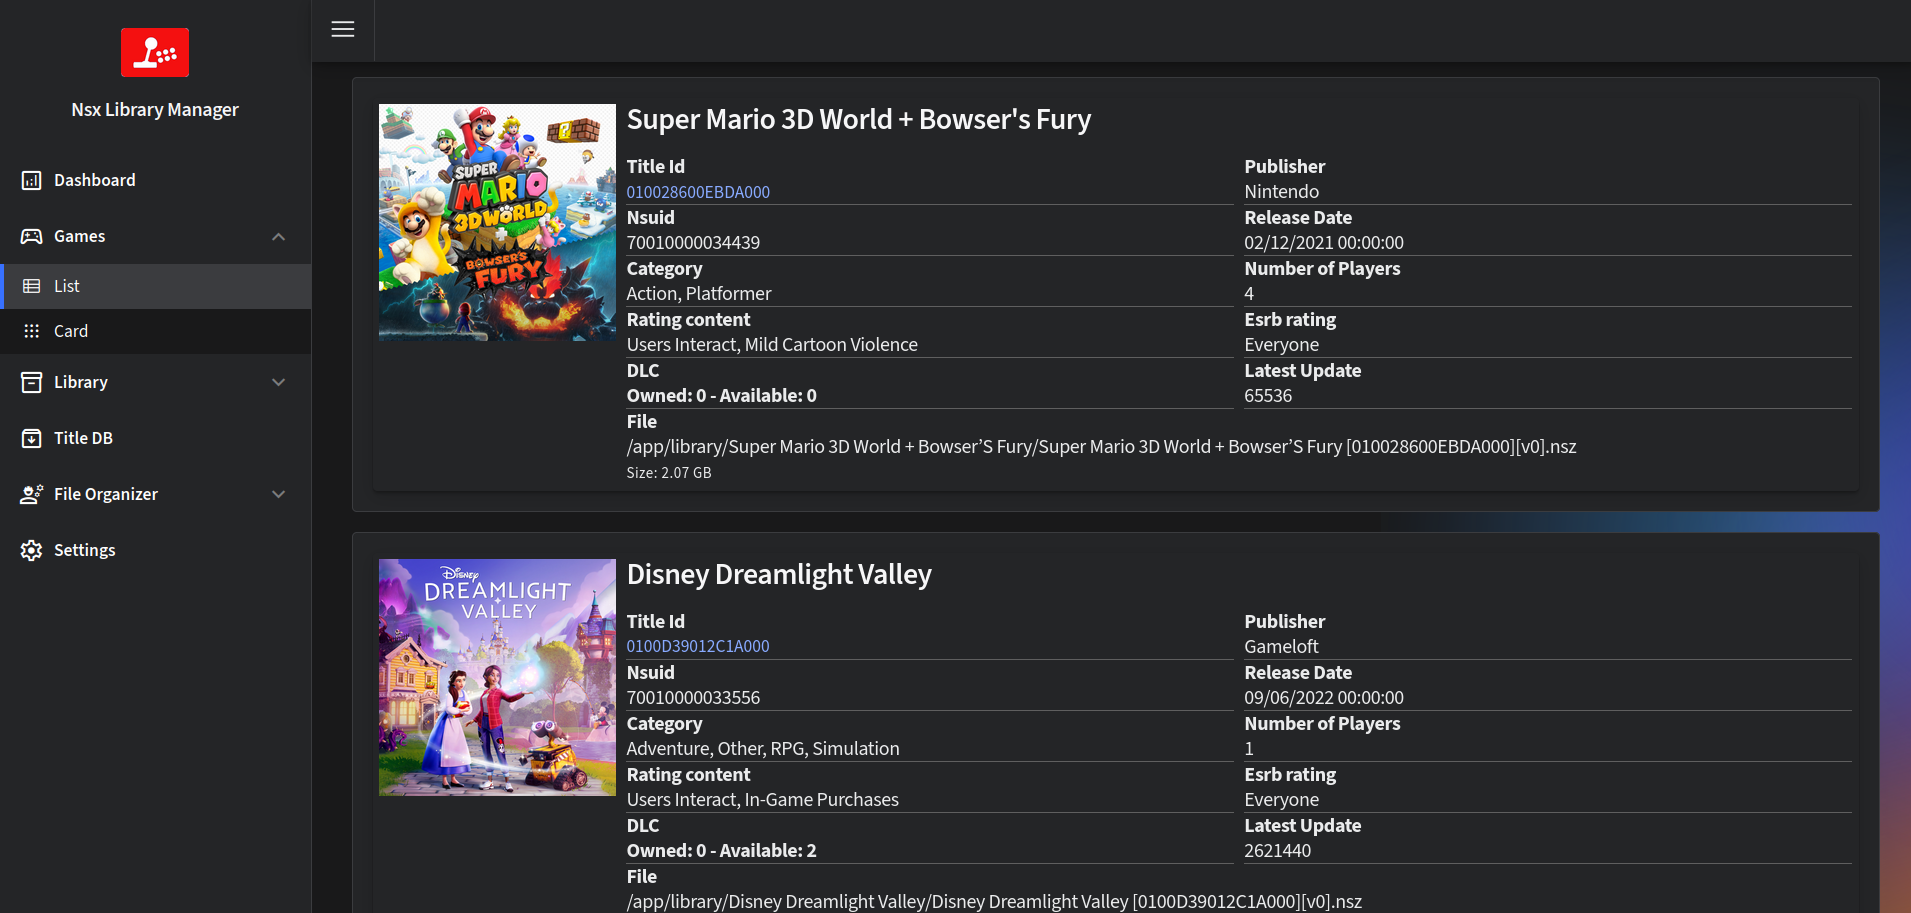 Nsx Library Manager
Dashboard
Games
List
Card
Library
Title DB
File Organizer
Settings
SUPER
MARIO
3D WORLD
BOWSER'S
FURY
Super Mario 3D World + Bowser's Fury
Title Id
010028600EBDA000
Publisher
Nintendo
Nsuid
70010000034439
Release Date
02/12/2021 00:00:00
Category
Action, Platformer
Number of Players
4
Rating content
Users Interact, Mild Cartoon Violence
Esrb rating
Everyone
DLC
Owned: 0 - Available: 0
Latest Update
65536
File
/app/library/Super Mario 3D World + Bowser’S Fury/Super Mario 3D World + Bowser’S Fury [010028600EBDA000][v0].nsz
Size: 2.07 GB
Disney
DREAMLIGHT
VALLEY
Disney Dreamlight Valley
Title Id
0100D39012C1A000
Publisher
Gameloft
Nsuid
70010000033556
Release Date
09/06/2022 00:00:00
Category
Adventure, Other, RPG, Simulation
Number of Players
1
Rating content
Users Interact, In-Game Purchases
Esrb rating
Everyone
DLC
Owned: 0 - Available: 2
Latest Update
2621440
File
/app/library/Disney Dreamlight Valley/Disney Dreamlight Valley [0100D39012C1A000][v0].nsz